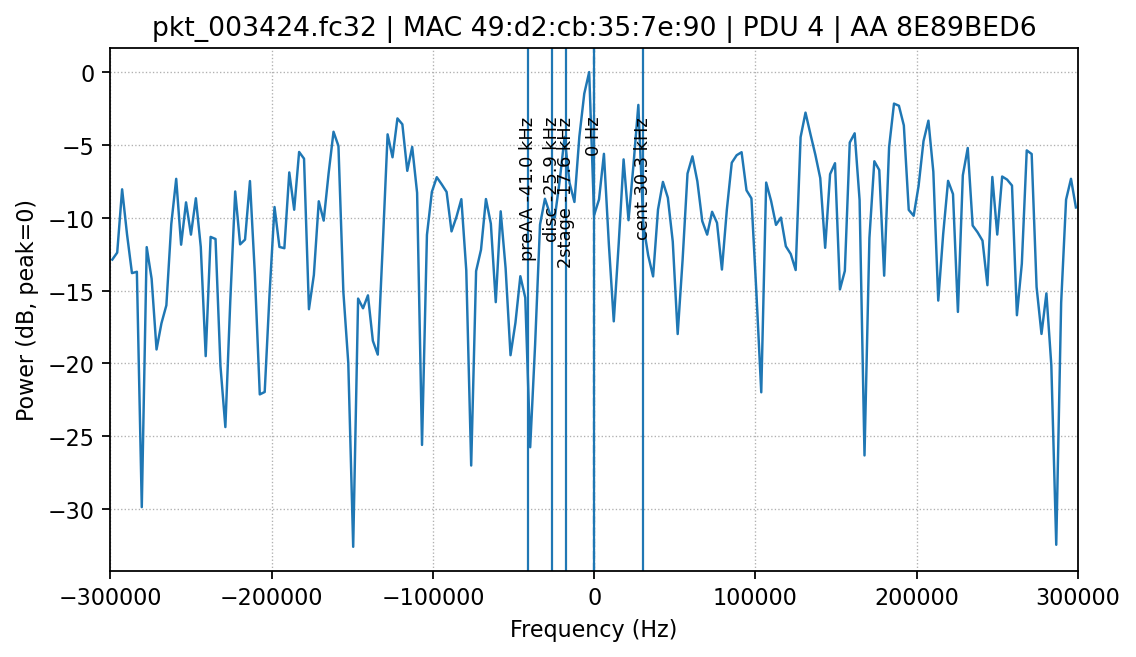 pkt_003424.fc32 | MAC 49:d2:cb:35:7e:90 | PDU 4 | AA 8E89BED6
Power (dB, peak=0)
0
−5
−10
−15
−20
−25
−30
preAA -41.0 kHz
disc -25.9 kHz
2stage -17.6 kHz
0 Hz
cent 30.3 kHz
−300000
−200000
−100000
0
100000
200000
300000
Frequency (Hz)